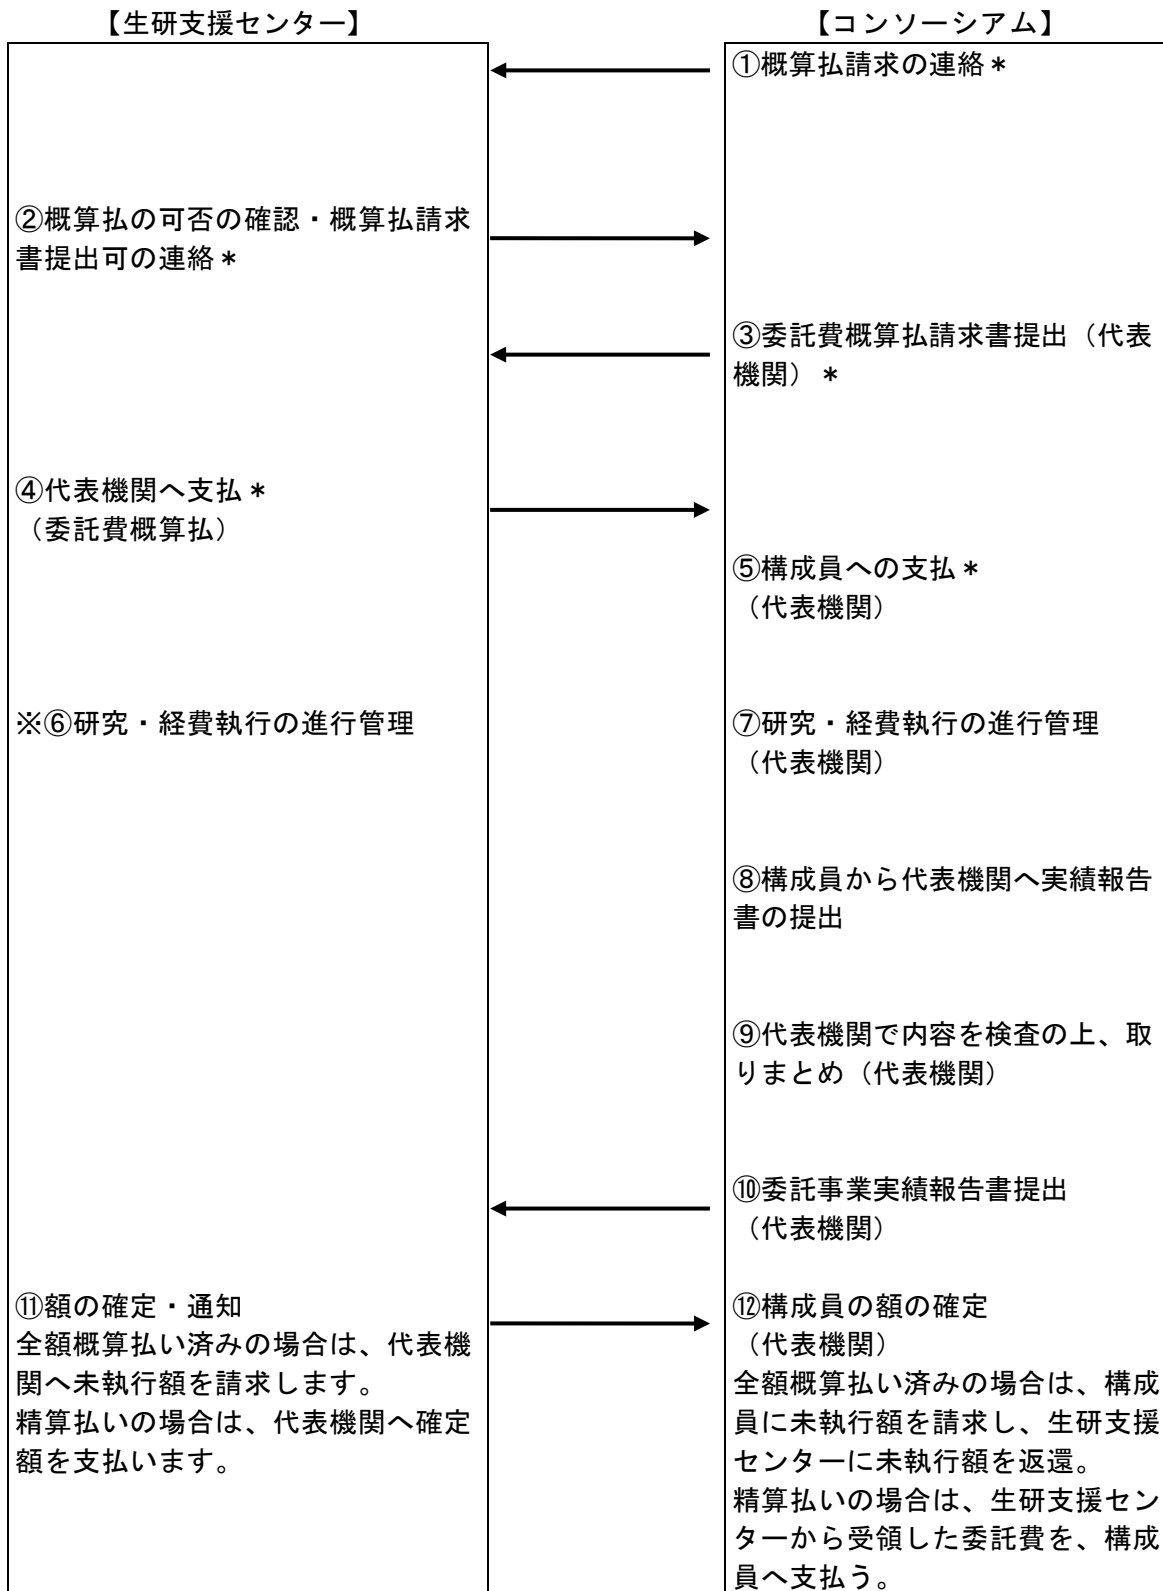 【生研支援センター】
【コンソーシアム】
①概算払請求の連絡＊
②概算払の可否の確認・概算払請求
書提出可の連絡＊
③委託費概算払請求書提出（代表
機関）＊
④代表機関へ支払＊
（委託費概算払）
⑤構成員への支払＊
（代表機関）
※⑥研究・経費執行の進行管理
⑦研究・経費執行の進行管理
（代表機関）
⑧構成員から代表機関へ実績報告
書の提出
⑨代表機関で内容を検査の上、取
りまとめ（代表機関）
⑩委託事業実績報告書提出
（代表機関）
⑪額の確定・通知
全額概算払い済みの場合は、代表機
関へ未執行額を請求します。
精算払いの場合は、代表機関へ確定
額を支払います。
⑫構成員の額の確定
（代表機関）
全額概算払い済みの場合は、構成
員に未執行額を請求し、生研支援
センターに未執行額を返還。
精算払いの場合は、生研支援セン
ターから受領した委託費を、構成
員へ支払う。